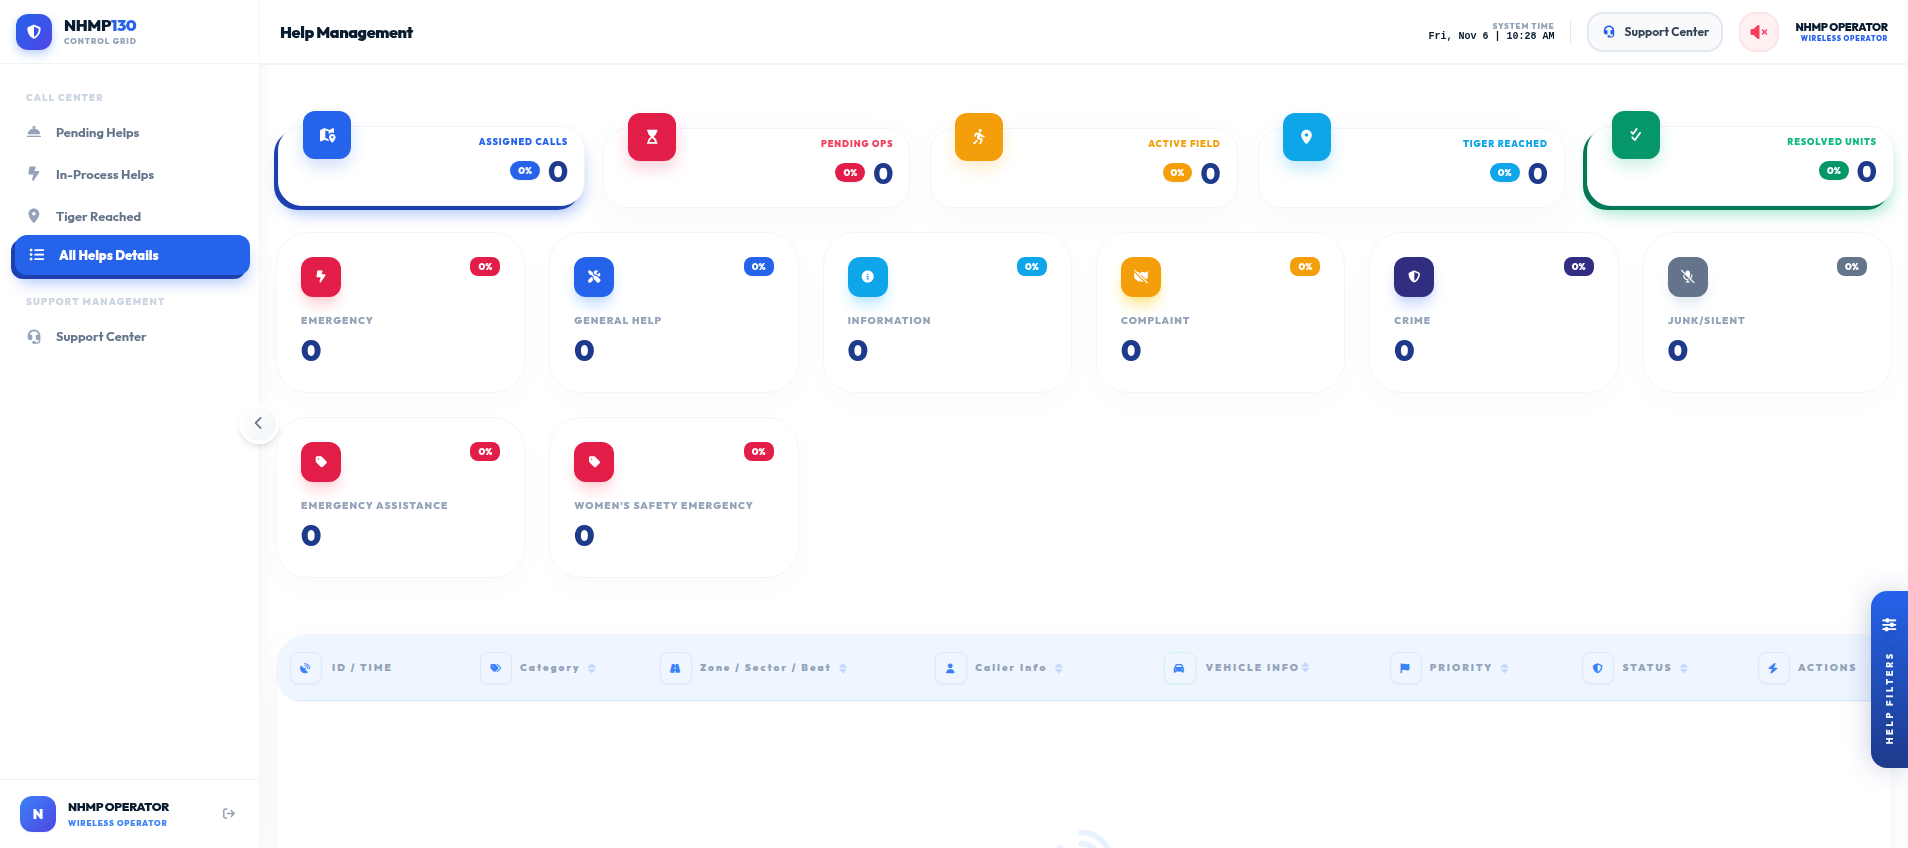 NHMP130
CONTROL GRID
Help Management
SYSTEM TIME
Fri, Nov 6 | 10:28 AM
Support Center
NHMP OPERATOR
WIRELESS OPERATOR
CALL CENTER
Pending Helps
In-Process Helps
Tiger Reached
All Helps Details
SUPPORT MANAGEMENT
Support Center
ASSIGNED CALLS
0% 0
PENDING OPS
0% 0
ACTIVE FIELD
0% 0
TIGER REACHED
0% 0
RESOLVED UNITS
0% 0
0%
EMERGENCY
0
0%
GENERAL HELP
0
0%
INFORMATION
0
0%
COMPLAINT
0
0%
CRIME
0
0%
JUNK/SILENT
0
0%
EMERGENCY ASSISTANCE
0
0%
WOMEN'S SAFETY EMERGENCY
0
ID / TIME Category Zone / Sector / Beat Caller Info VEHICLE INFO PRIORITY STATUS ACTIONS
HELP FILTERS
N
NHMP OPERATOR
WIRELESS OPERATOR